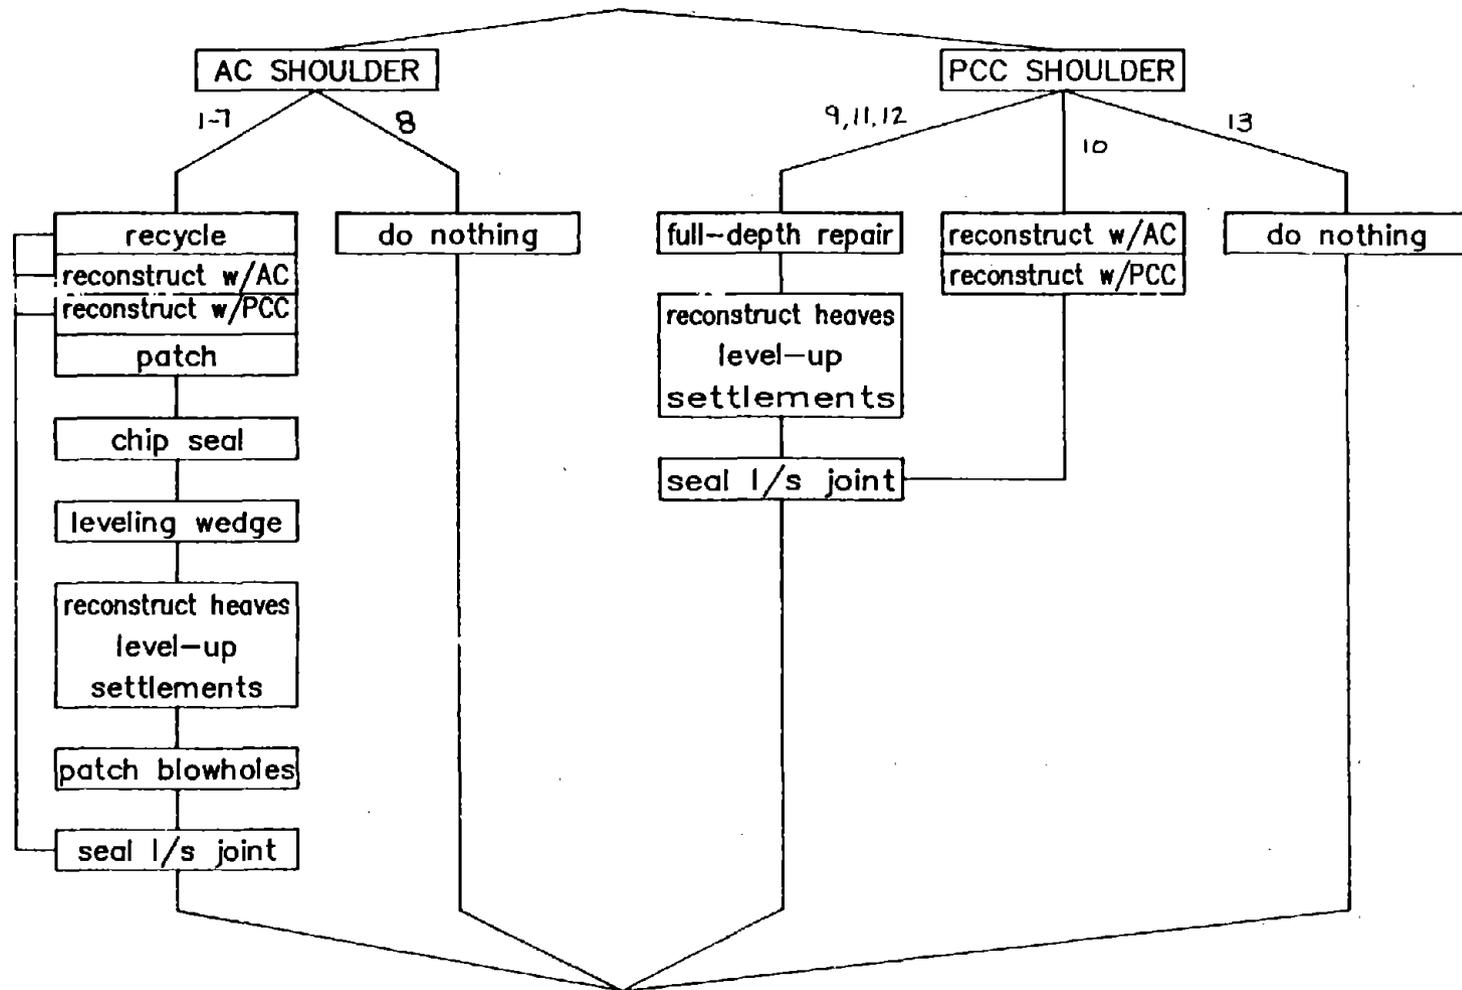 AC SHOULDER
PCC SHOULDER
1-7
8
9,11,12
10
13
recycle
reconstruct w/AC
reconstruct w/PCC
patch
chip seal
leveling wedge
reconstruct heaves
level-up
settlements
patch blowholes
seal l/s joint
do nothing
full-depth repair
reconstruct heaves
level-up
settlements
seal l/s joint
reconstruct w/AC
reconstruct w/PCC
do nothing